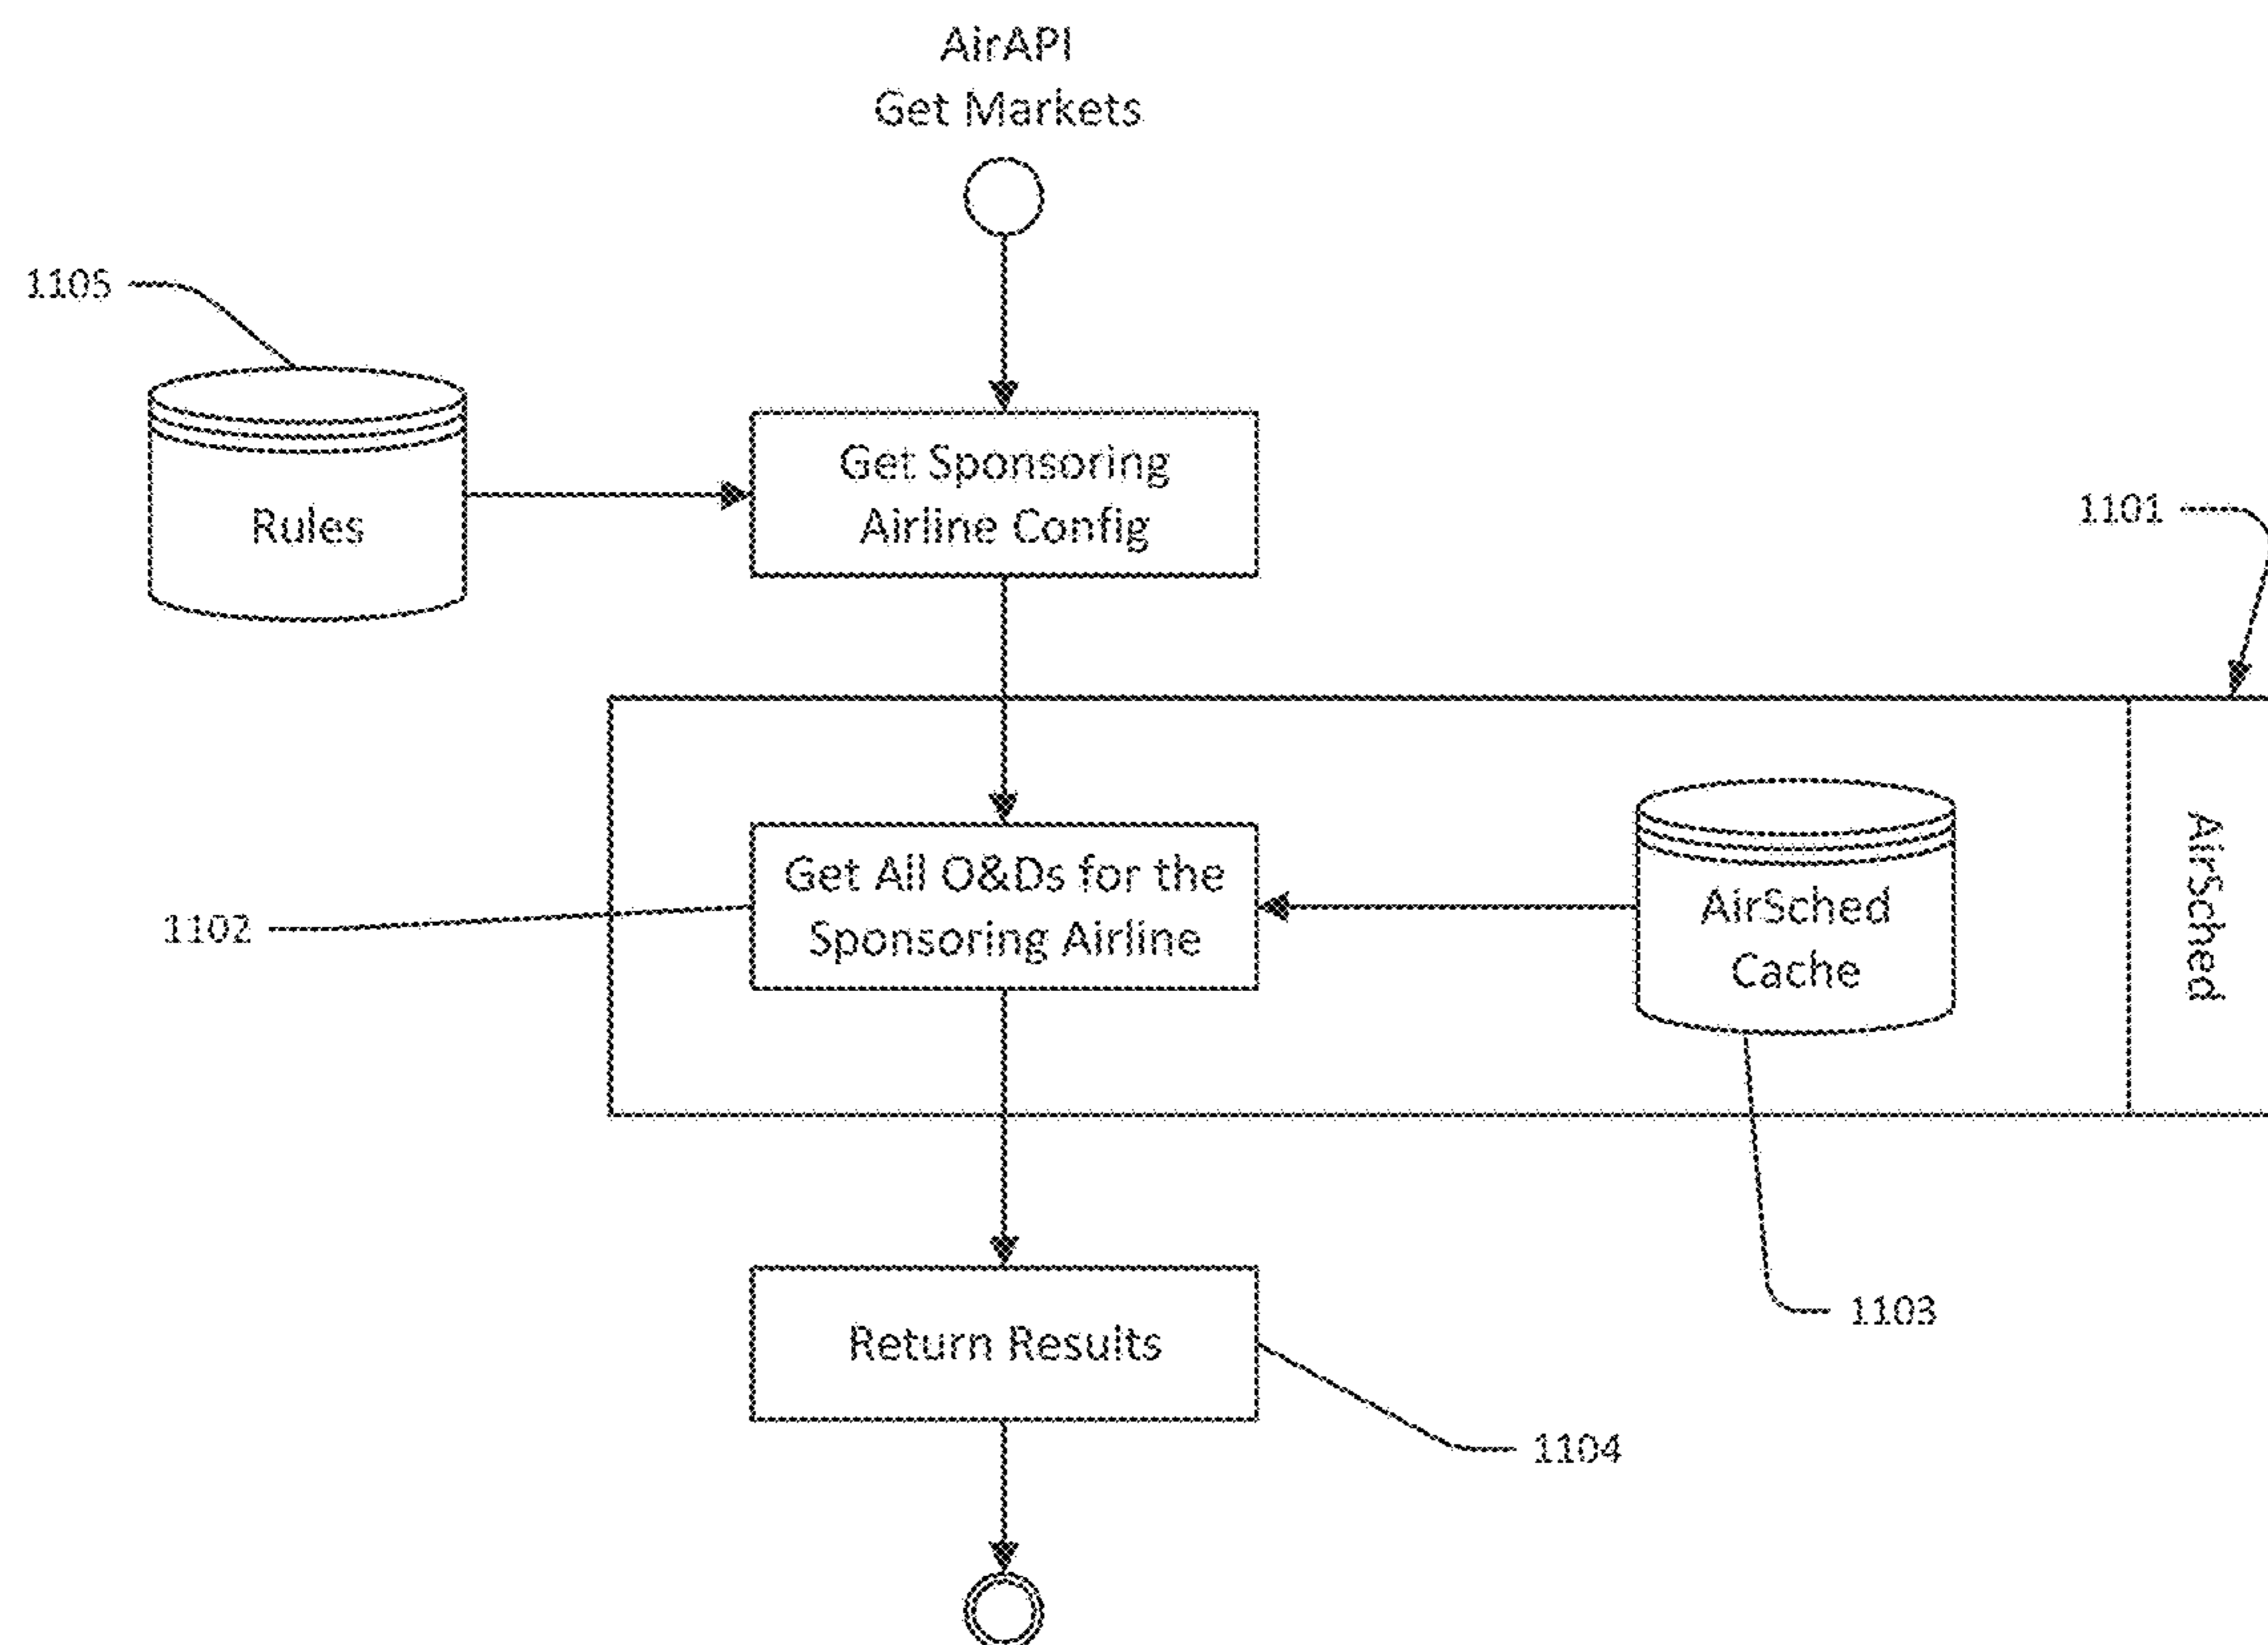 AirAPI
Get Markets
1105
Rules
Get Sponsoring
Airline Config
1101
Get All O&Ds for the
Sponsoring Airline
1102
AirSched
Cache
AirSched
1103
Return Results
1104